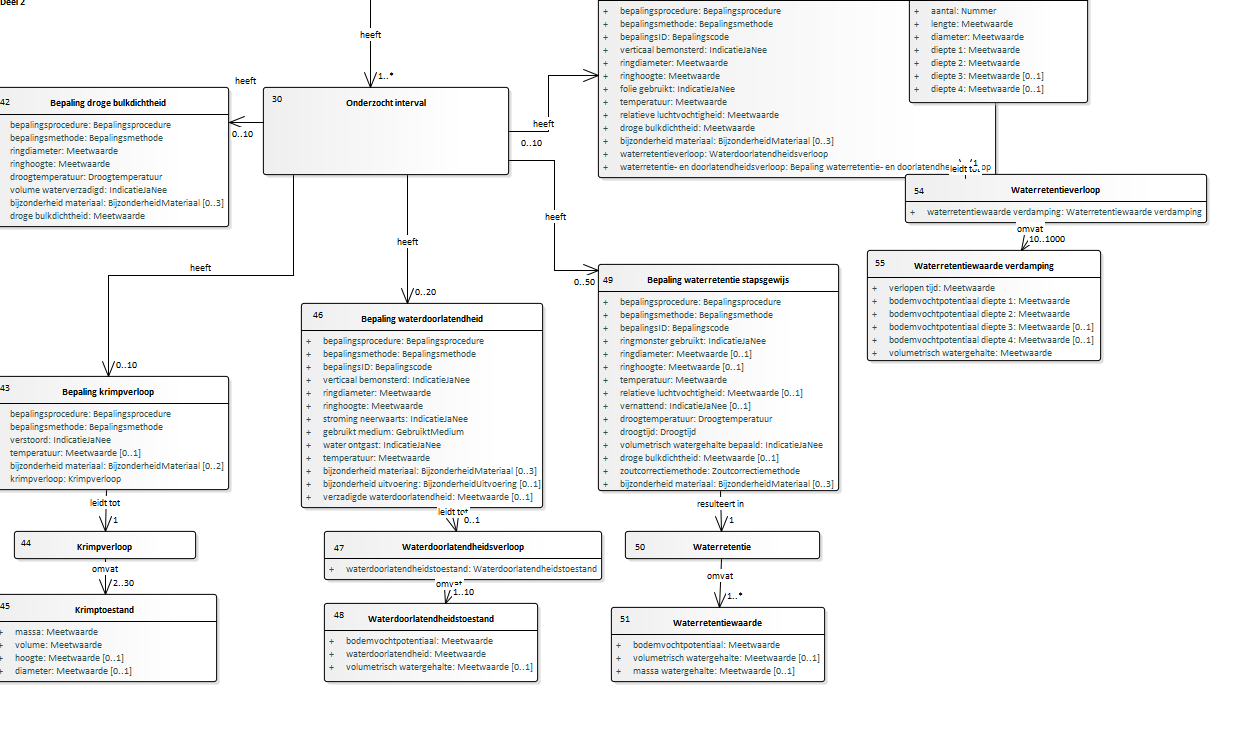 Deel 2
heeft
1..*
30
Onderzocht interval
heeft
0..10
42
Bepaling droge bulkdichtheid
bepalingsprocedure: Bepalingsprocedure
bepalingsmethode: Bepalingsmethode
ringdiameter: Meetwaarde
ringhoogte: Meetwaarde
droogtemperatuur: Droogtemperatuur
volume waterverzadigd: IndicatieJaNee
bijzonderheid materiaal: BijzonderheidMateriaal [0..3]
droge bulkdichtheid: Meetwaarde
heeft
0..10
+ bepalingsprocedure: Bepalingsprocedure
+ bepalingsmethode: Bepalingsmethode
+ bepalingsID: Bepalingscode
+ verticaal bemonsterd: IndicatieJaNee
+ ringdiameter: Meetwaarde
+ ringhoogte: Meetwaarde
+ folie gebruikt: IndicatieJaNee
+ temperatuur: Meetwaarde
+ relatieve luchtvochtigheid: Meetwaarde
+ droge bulkdichtheid: Meetwaarde
+ bijzonderheid materiaal: BijzonderheidMateriaal [0..3]
+ waterretentieverloop: Waterdoorlatendheidsverloop
+ waterretentie- en doorlatendheidsverloop: Bepaling waterretentie- en doorlatendhe
op
+ aantal: Nummer
+ lengte: Meetwaarde
+ diameter: Meetwaarde
+ diepte 1: Meetwaarde
+ diepte 2: Meetwaarde
+ diepte 3: Meetwaarde [0..1]
+ diepte 4: Meetwaarde [0..1]
leidt tot
1
54
Waterretentieverloop
+ waterretentiewaarde verdamping: Waterretentiewaarde verdamping
omvat
10..1000
55
Waterretentiewaarde verdamping
+ verlopen tijd: Meetwaarde
+ bodemvochtpotentiaal diepte 1: Meetwaarde
+ bodemvochtpotentiaal diepte 2: Meetwaarde
+ bodemvochtpotentiaal diepte 3: Meetwaarde [0..1]
+ bodemvochtpotentiaal diepte 4: Meetwaarde [0..1]
+ volumetrisch watergehalte: Meetwaarde
heeft
0..10
43
Bepaling krimpverloop
bepalingsprocedure: Bepalingsprocedure
bepalingsmethode: Bepalingsmethode
verstoord: IndicatieJaNee
temperatuur: Meetwaarde [0..1]
bijzonderheid materiaal: BijzonderheidMateriaal [0..2]
krimpverloop: Krimpverloop
leidt tot
1
44
Krimpverloop
omvat
2..30
45
Krimptoestand
+ massa: Meetwaarde
+ volume: Meetwaarde
+ hoogte: Meetwaarde [0..1]
+ diameter: Meetwaarde [0..1]
heeft
0..20
46
Bepaling waterdoorlatendheid
+ bepalingsprocedure: Bepalingsprocedure
+ bepalingsmethode: Bepalingsmethode
+ bepalingsID: Bepalingscode
+ verticaal bemonsterd: IndicatieJaNee
+ ringdiameter: Meetwaarde
+ ringhoogte: Meetwaarde
+ stroming neerwaarts: IndicatieJaNee
+ gebruikt medium: GebruiktMedium
+ water ontgast: IndicatieJaNee
+ temperatuur: Meetwaarde
+ bijzonderheid materiaal: BijzonderheidMateriaal [0..3]
+ bijzonderheid uitvoering: BijzonderheidUitvoering [0..1]
+ verzadigde waterdoorlatendheid: Meetwaarde [0..1]
leidt tot
0..1
47
Waterdoorlatendheidsverloop
+ waterdoorlatendheidstoestand: Waterdoorlatendheidstoestand
omvat
1..10
48
Waterdoorlatendheidstoestand
+ bodemvochtpotentiaal: Meetwaarde
+ waterdoorlatendheid: Meetwaarde
+ volumetrisch watergehalte: Meetwaarde [0..1]
heeft
0..50
49
Bepaling waterretentie stapsgewijs
+ bepalingsprocedure: Bepalingsprocedure
+ bepalingsmethode: Bepalingsmethode
+ bepalingsID: Bepalingscode
+ ringmonster gebruikt: IndicatieJaNee
+ ringdiameter: Meetwaarde [0..1]
+ ringhoogte: Meetwaarde [0..1]
+ temperatuur: Meetwaarde
+ relatieve luchtvochtigheid: Meetwaarde [0..1]
+ vernattend: IndicatieJaNee [0..1]
+ droogtemperatuur: Droogtemperatuur
+ droogtijd: Droogtijd
+ volumetrisch watergehalte bepaald: IndicatieJaNee
+ droge bulkdichtheid: Meetwaarde [0..1]
+ zoutcorrectiemethode: Zoutcorrectiemethode
+ bijzonderheid materiaal: BijzonderheidMateriaal [0..3]
resulteert in
1
50
Waterretentie
omvat
1..*
51
Waterretentiewaarde
+ bodemvochtpotentiaal: Meetwaarde
+ volumetrisch watergehalte: Meetwaarde [0..1]
+ massa watergehalte: Meetwaarde [0..1]